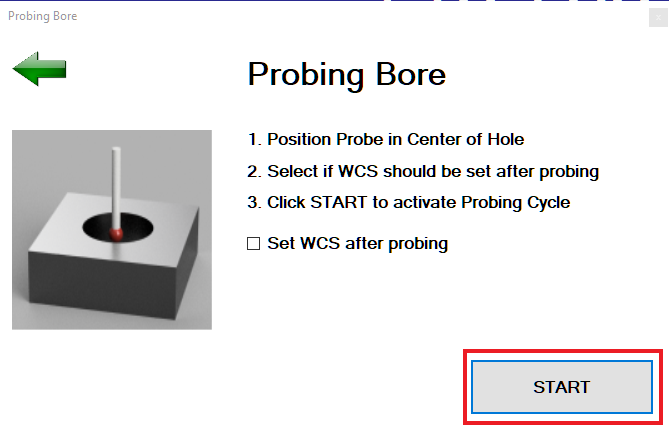 Probing Bore
Probing Bore
1. Position Probe in Center of Hole
2. Select if WCS should be set after probing
3. Click START to activate Probing Cycle
Set WCS after probing
START